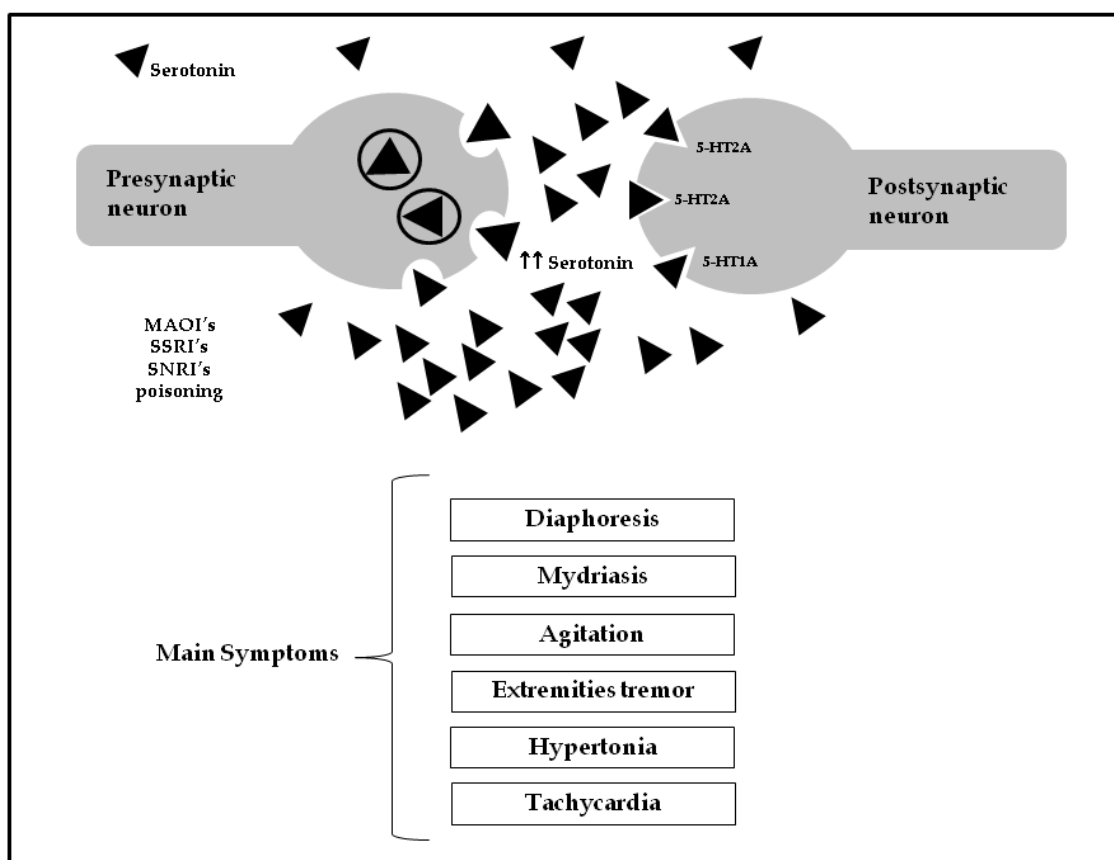 Serotonin
Presynaptic
neuron
5-HT2A
5-HT2A
5-HT1A
Postsynaptic
neuron
↑↑ Serotonin
MAOI's
SSRI's
SNRI's
poisoning
Main Symptoms
Diaphoresis
Mydriasis
Agitation
Extremities tremor
Hypertonia
Tachycardia